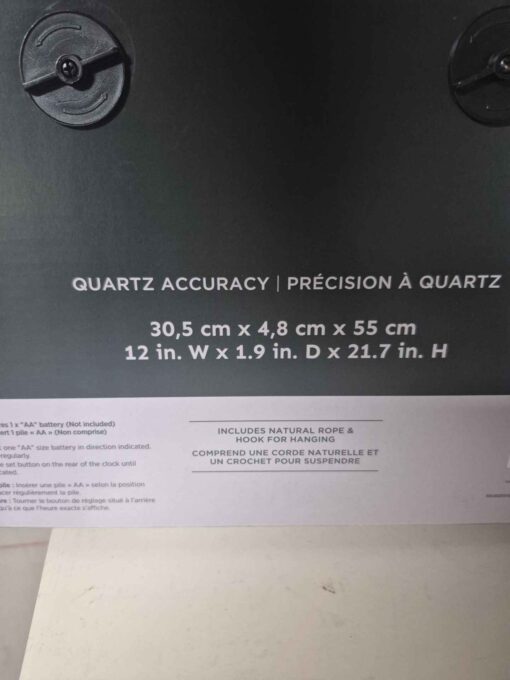 QUARTZ ACCURACY | PRÉCISION À QUARTZ
30,5 cm x 4,8 cm x 55 cm
12 in. W x 1.9 in. D x 21.7 in. H
1 x "AA" battery (Not included)
1 pile « AA » (Non comprise)
one "AA" size battery in direction indicated.
regularly.
set button on the rear of the clock until
Insérer une pile « AA » selon la position
régulièrement la pile.
Tourner le bouton de réglage situé à l'arrière
ce que l'heure exacte s'affiche.
INCLUDES NATURAL ROPE &
HOOK FOR HANGING
COMPREND UNE CORDE NATURELLE ET
UN CROCHET POUR SUSPENDRE